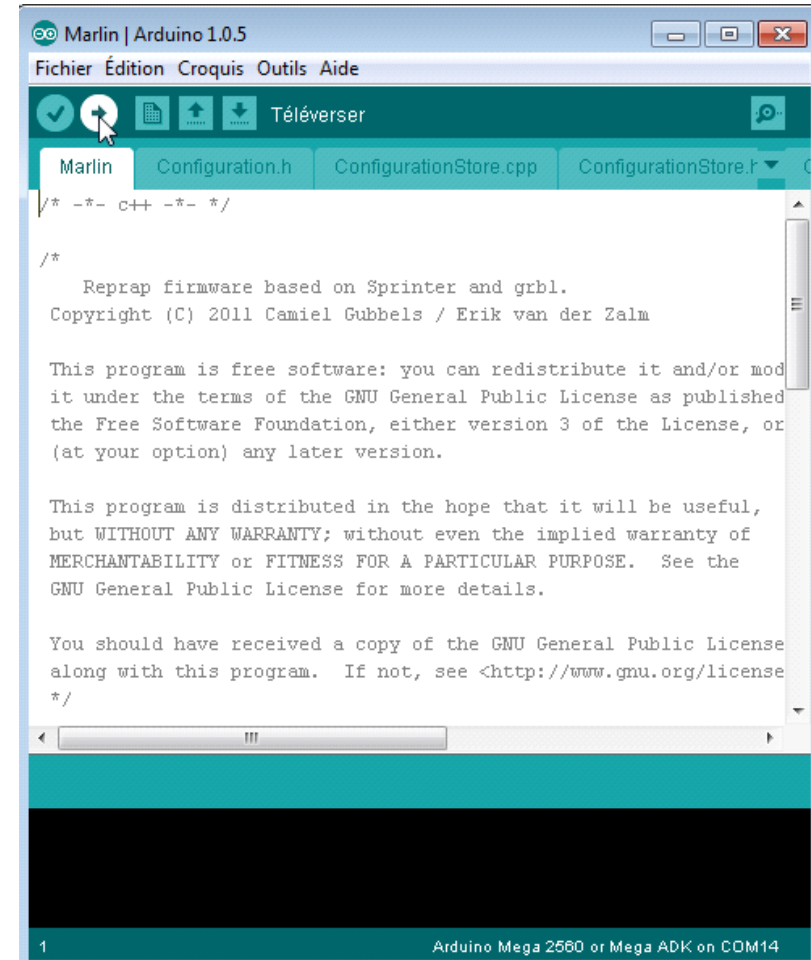 Marlin | Arduino 1.0.5
Fichier Édition Croquis Outils Aide
Téléverser
Marlin Configuration.h ConfigurationStore.cpp ConfigurationStore.h
/* -*- c++ -*- */
/*
Reprap firmware based on Sprinter and grbl.
Copyright (C) 2011 Camiel Gubbels / Erik van der Zalm
This program is free software: you can redistribute it and/or mod
it under the terms of the GNU General Public License as published
the Free Software Foundation, either version 3 of the License, or
(at your option) any later version.
This program is distributed in the hope that it will be useful,
but WITHOUT ANY WARRANTY; without even the implied warranty of
MERCHANTABILITY or FITNESS FOR A PARTICULAR PURPOSE.  See the
GNU General Public License for more details.
You should have received a copy of the GNU General Public License
along with this program.  If not, see <http://www.gnu.org/license
*/
1 Arduino Mega 2560 or Mega ADK on COM14